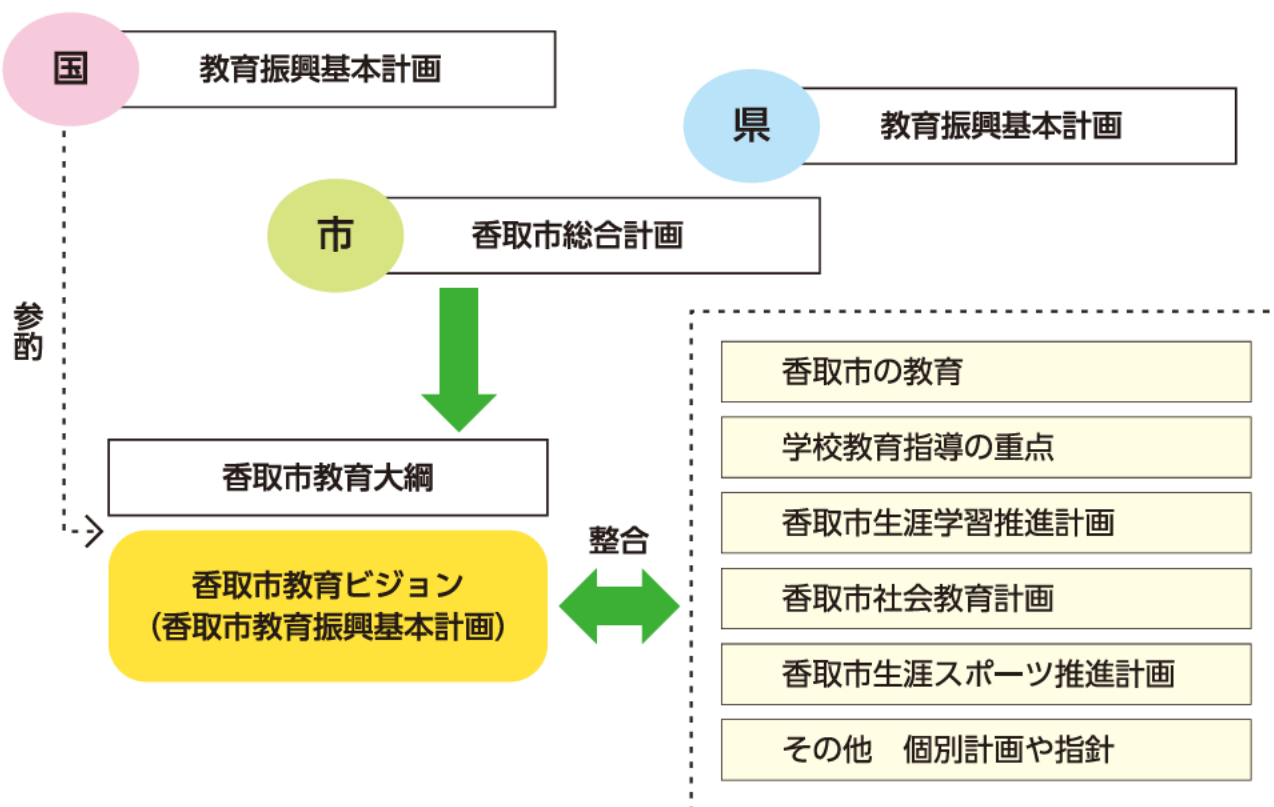 国
教育振興基本計画
県
教育振興基本計画
市
香取市総合計画
参酌
香取市教育大綱
香取市教育ビジョン
（香取市教育振興基本計画）
整合
香取市の教育
学校教育指導の重点
香取市生涯学習推進計画
香取市社会教育計画
香取市生涯スポーツ推進計画
その他　個別計画や指針